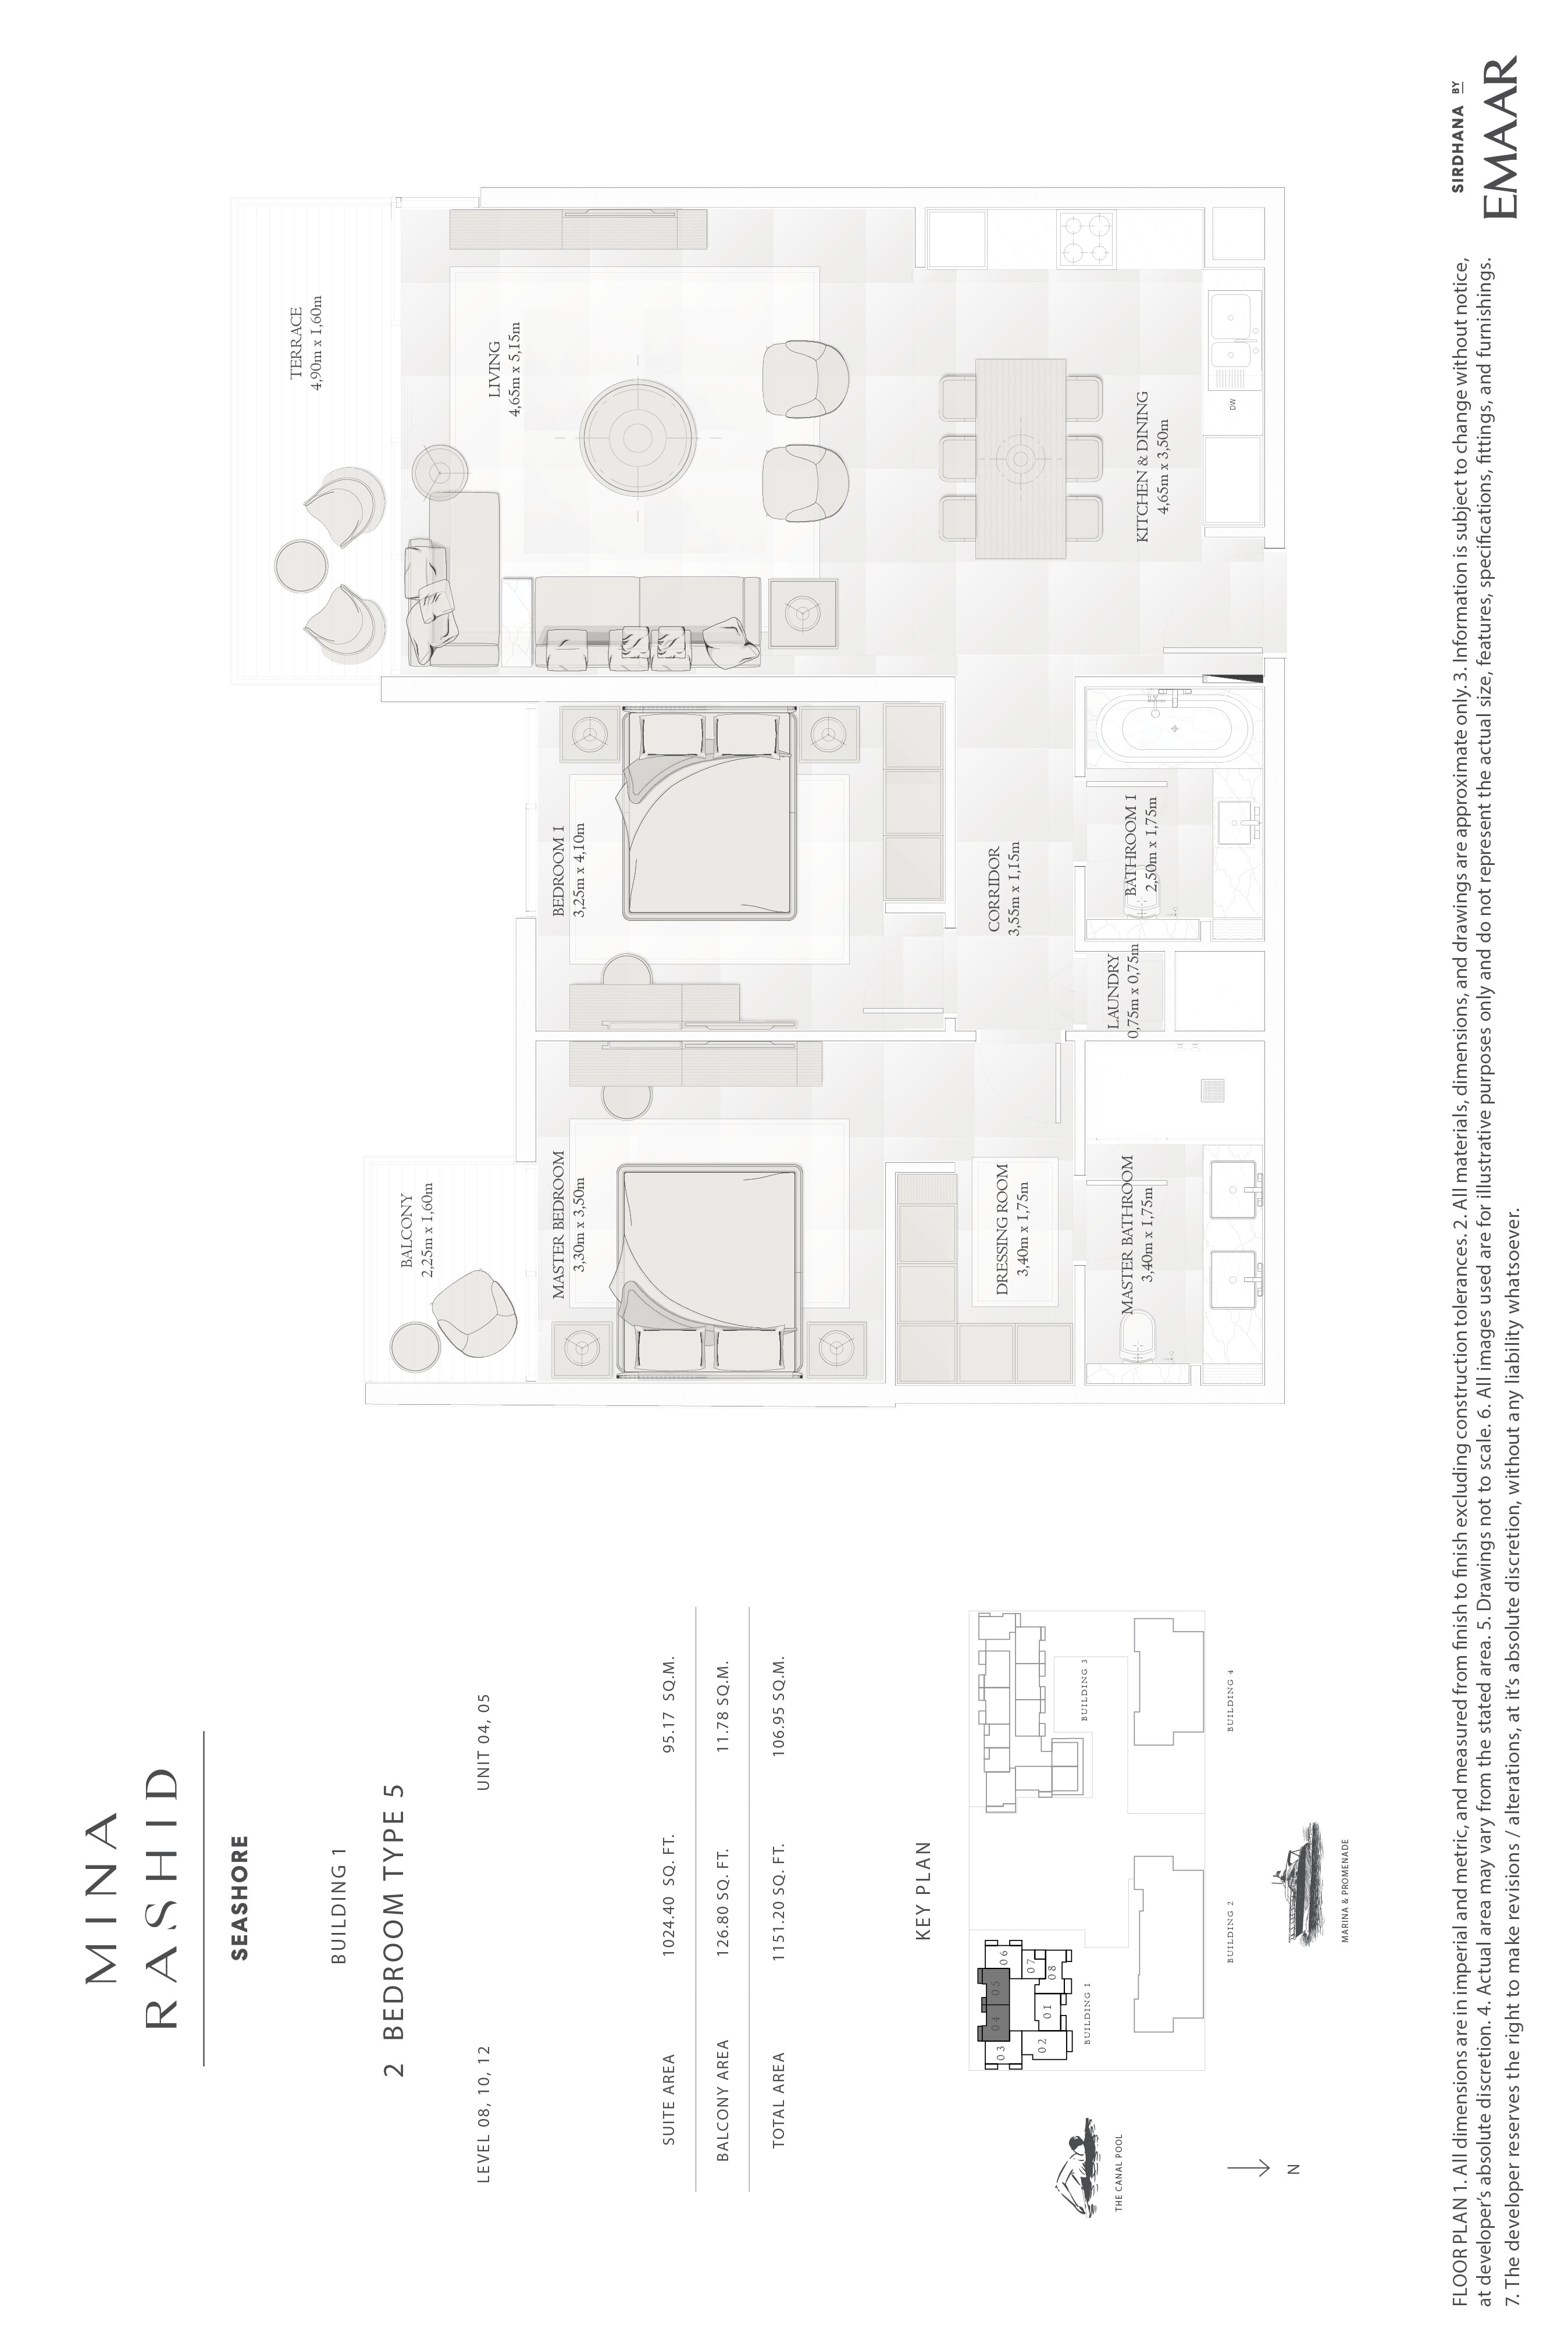 MINA
RASHID
SEASHORE
BUILDING 1
2 BEDROOM TYPE 5
LEVEL 08, 10, 12 UNIT 04, 05
SUITE AREA 1024.40 SQ. FT. 95.17 SQ.M.
BALCONY AREA 126.80 SQ. FT. 11.78 SQ.M.
TOTAL AREA 1151.20 SQ. FT. 106.95 SQ.M.
KEY PLAN
03
04
05
06
07
08
01
02
BUILDING 1
BUILDING 3
BUILDING 2
BUILDING 4
THE CANAL POOL
MARINA & PROMENADE
N
TERRACE
4,90m x 1,60m
BALCONY
2,25m x 1,60m
LIVING
4,65m x 5,15m
MASTER BEDROOM
3,30m x 3,50m
BEDROOM 1
3,25m x 4,10m
DRESSING ROOM
3,40m x 1,75m
CORRIDOR
3,55m x 1,15m
LAUNDRY
0,75m x 0,75m
MASTER BATHROOM
3,40m x 1,75m
BATHROOM 1
2,50m x 1,75m
KITCHEN & DINING
4,65m x 3,50m
DW
FLOOR PLAN 1. All dimensions are in imperial and metric, and measured from finish to finish excluding construction tolerances. 2. All materials, dimensions, and drawings are approximate only. 3. Information is subject to change without notice,
at developer's absolute discretion. 4. Actual area may vary from the stated area. 5. Drawings not to scale. 6. All images used are for illustrative purposes only and do not represent the actual size, features, specifications, fittings, and furnishings.
7. The developer reserves the right to make revisions / alterations, at it's absolute discretion, without any liability whatsoever.
SIRDHANA BY
EMAAR